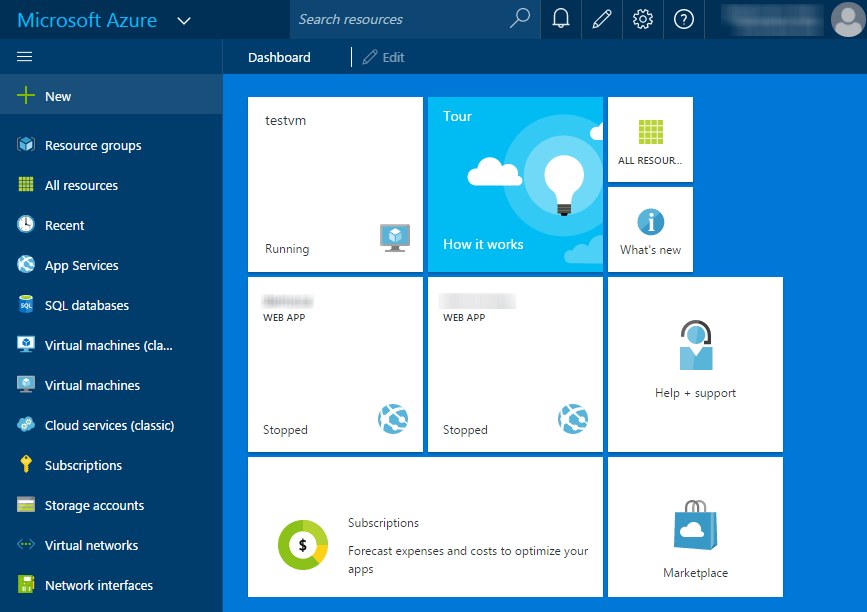 Microsoft Azure
Search resources
Dashboard
Edit
New
Resource groups
All resources
Recent
App Services
SQL
SQL databases
Virtual machines (cla...
Virtual machines
Cloud services (classic)
Subscriptions
Storage accounts
Virtual networks
Network interfaces
testvm
Running
Tour
How it works
ALL RESOUR...
What's new
WEB APP
Stopped
WEB APP
Stopped
Help + support
$
Subscriptions
Forecast expenses and costs to optimize your
apps
Marketplace